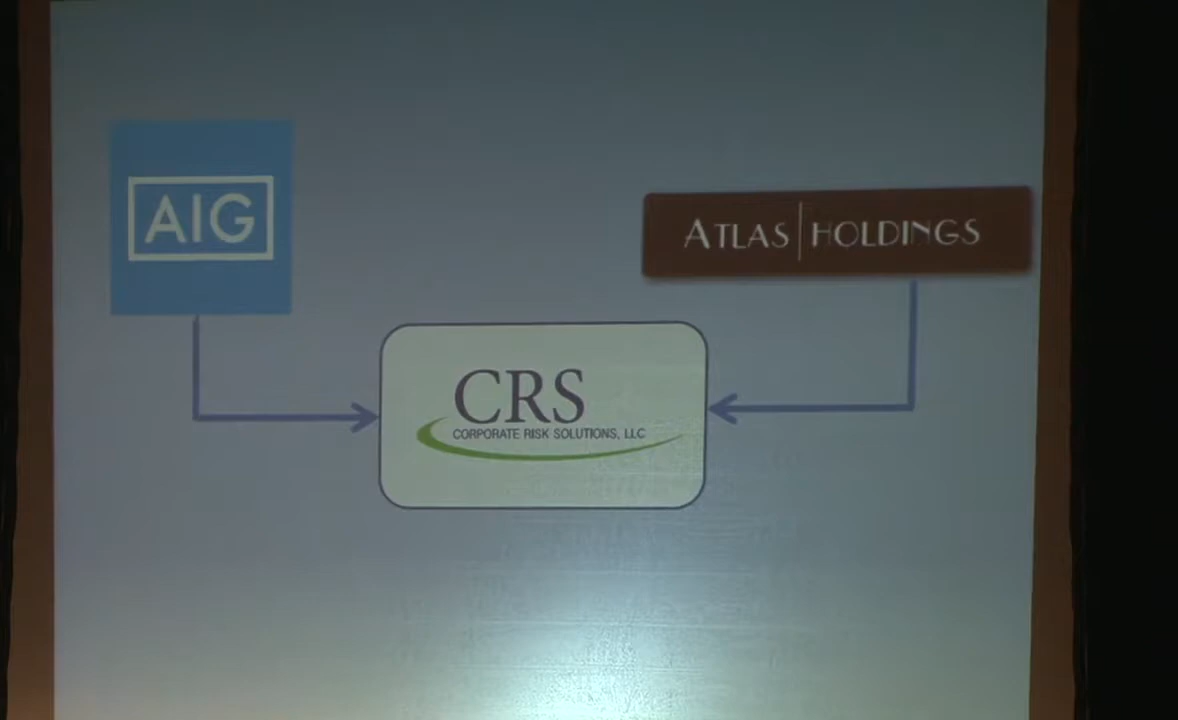 AIG
ATLAS | HOLDINGS
CRS
CORPORATE RISK SOLUTIONS, LLC